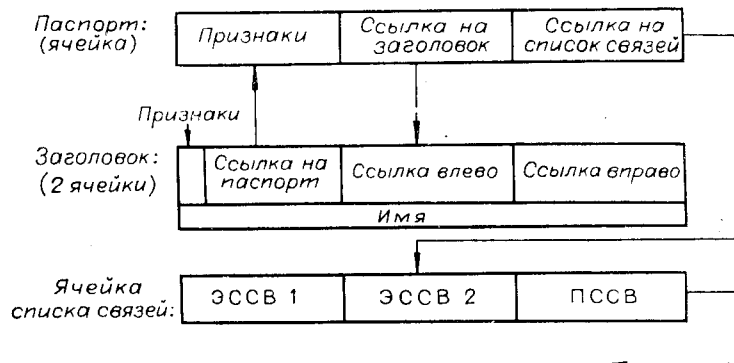 Паспорт:
(ячейка)
Признаки
Ссылка на
заголовок
Ссылка на
список связей
Признаки
Заголовок:
(2 ячейки)
Ссылка на
паспорт
Ссылка влево
Ссылка вправо
Имя
Ячейка
списка связей:
ЭССВ 1
ЭССВ 2
ПССВ